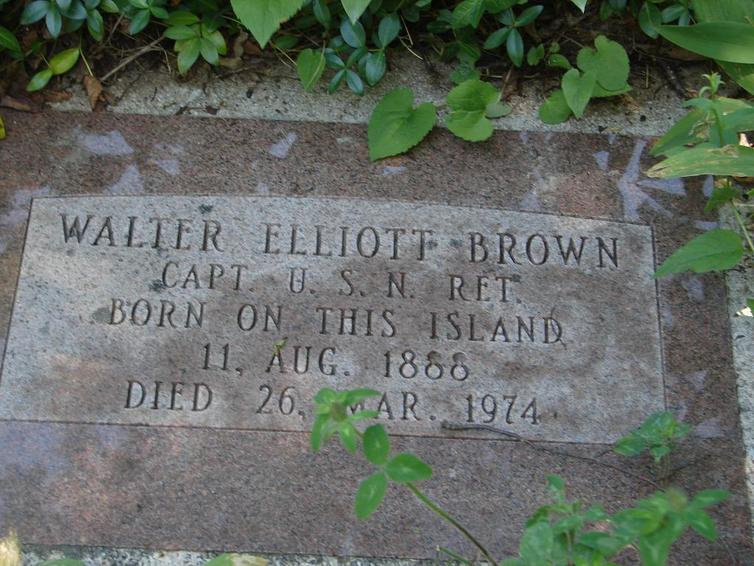 WALTER ELLIOTT BROWN
CAPT. U. S. N. RET.
BORN ON THIS ISLAND
11, AUG. 1888
DIED 26, MAR. 1974